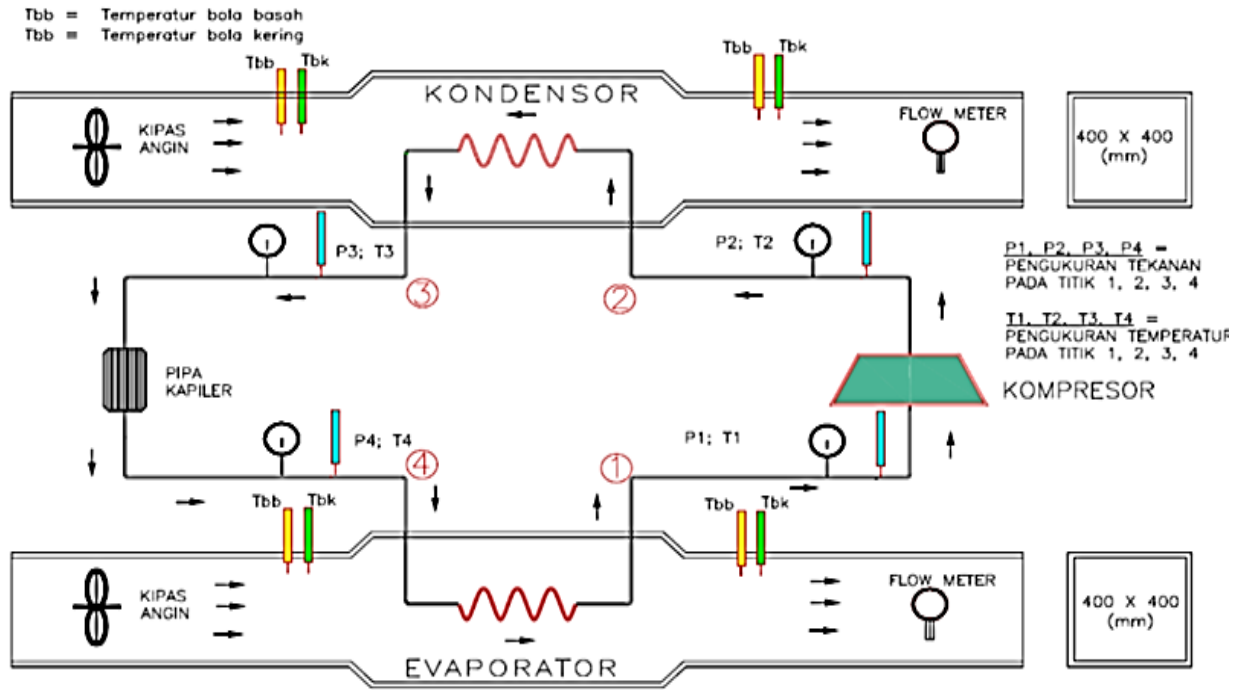 Tbb = Temperatur bola basah
Tbb = Temperatur bola kering
Tbb Tbk
Tbb Tbk
KONDENSOR
KIPAS
ANGIN
FLOW METER
400 X 400
(mm)
P3; T3
P2; T2
P1, P2, P3, P4 =
PENGUKURAN TEKANAN
PADA TITIK 1, 2, 3, 4
3
2
T1, T2, T3, T4 =
PENGUKURAN TEMPERATUR
PADA TITIK 1, 2, 3, 4
PIPA
KAPILER
KOMPRESOR
P4; T4
P1; T1
4
1
Tbb Tbk
Tbb Tbk
KIPAS
ANGIN
FLOW METER
400 X 400
(mm)
EVAPORATOR